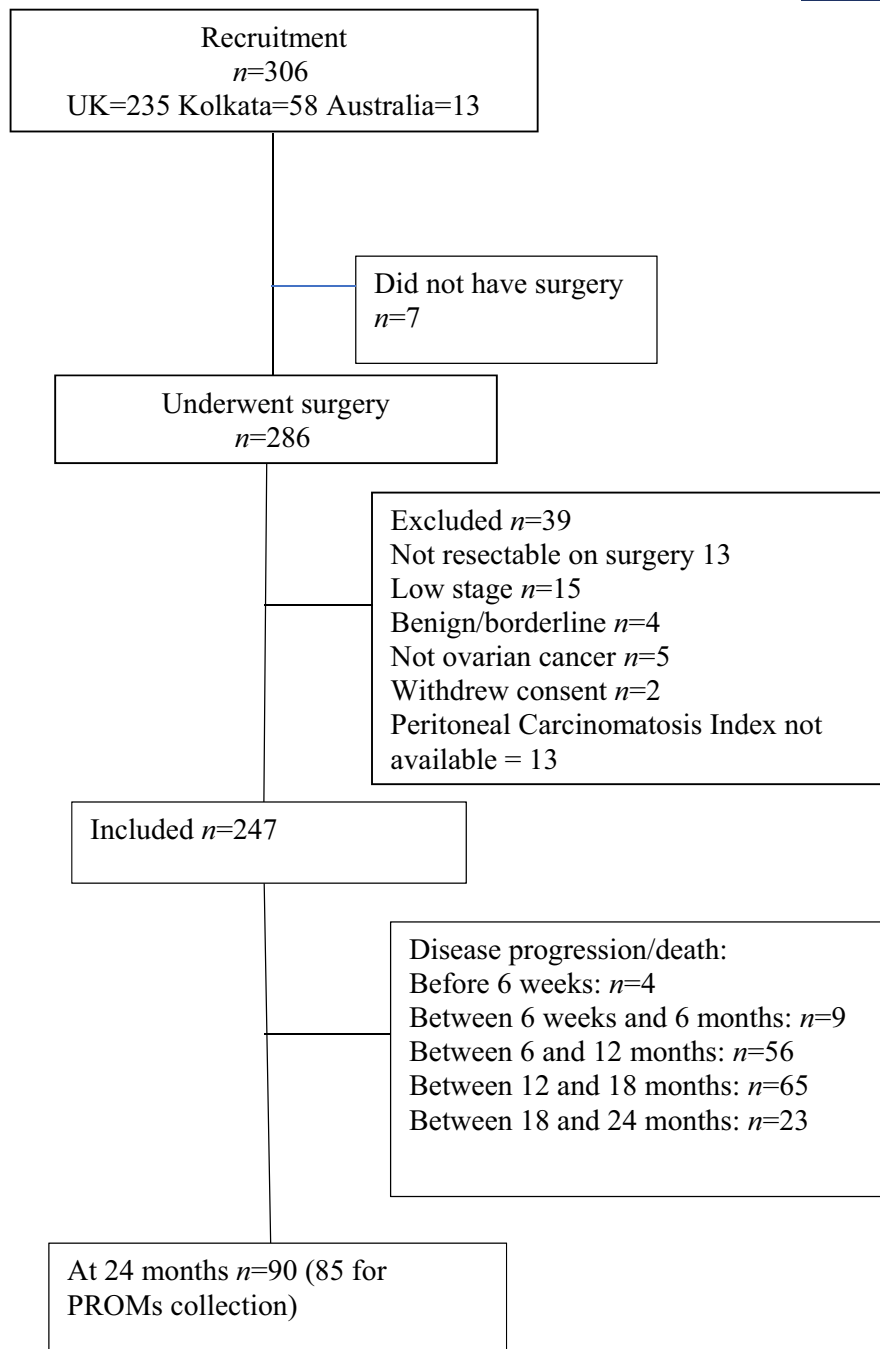 Recruitment
n=306
UK=235 Kolkata=58 Australia=13
Did not have surgery
n=7
Underwent surgery
n=286
Excluded n=39
Not resectable on surgery 13
Low stage n=15
Benign/borderline n=4
Not ovarian cancer n=5
Withdrew consent n=2
Peritoneal Carcinomatosis Index not
available = 13
Included n=247
Disease progression/death:
Before 6 weeks: n=4
Between 6 weeks and 6 months: n=9
Between 6 and 12 months: n=56
Between 12 and 18 months: n=65
Between 18 and 24 months: n=23
At 24 months n=90 (85 for
PROMs collection)